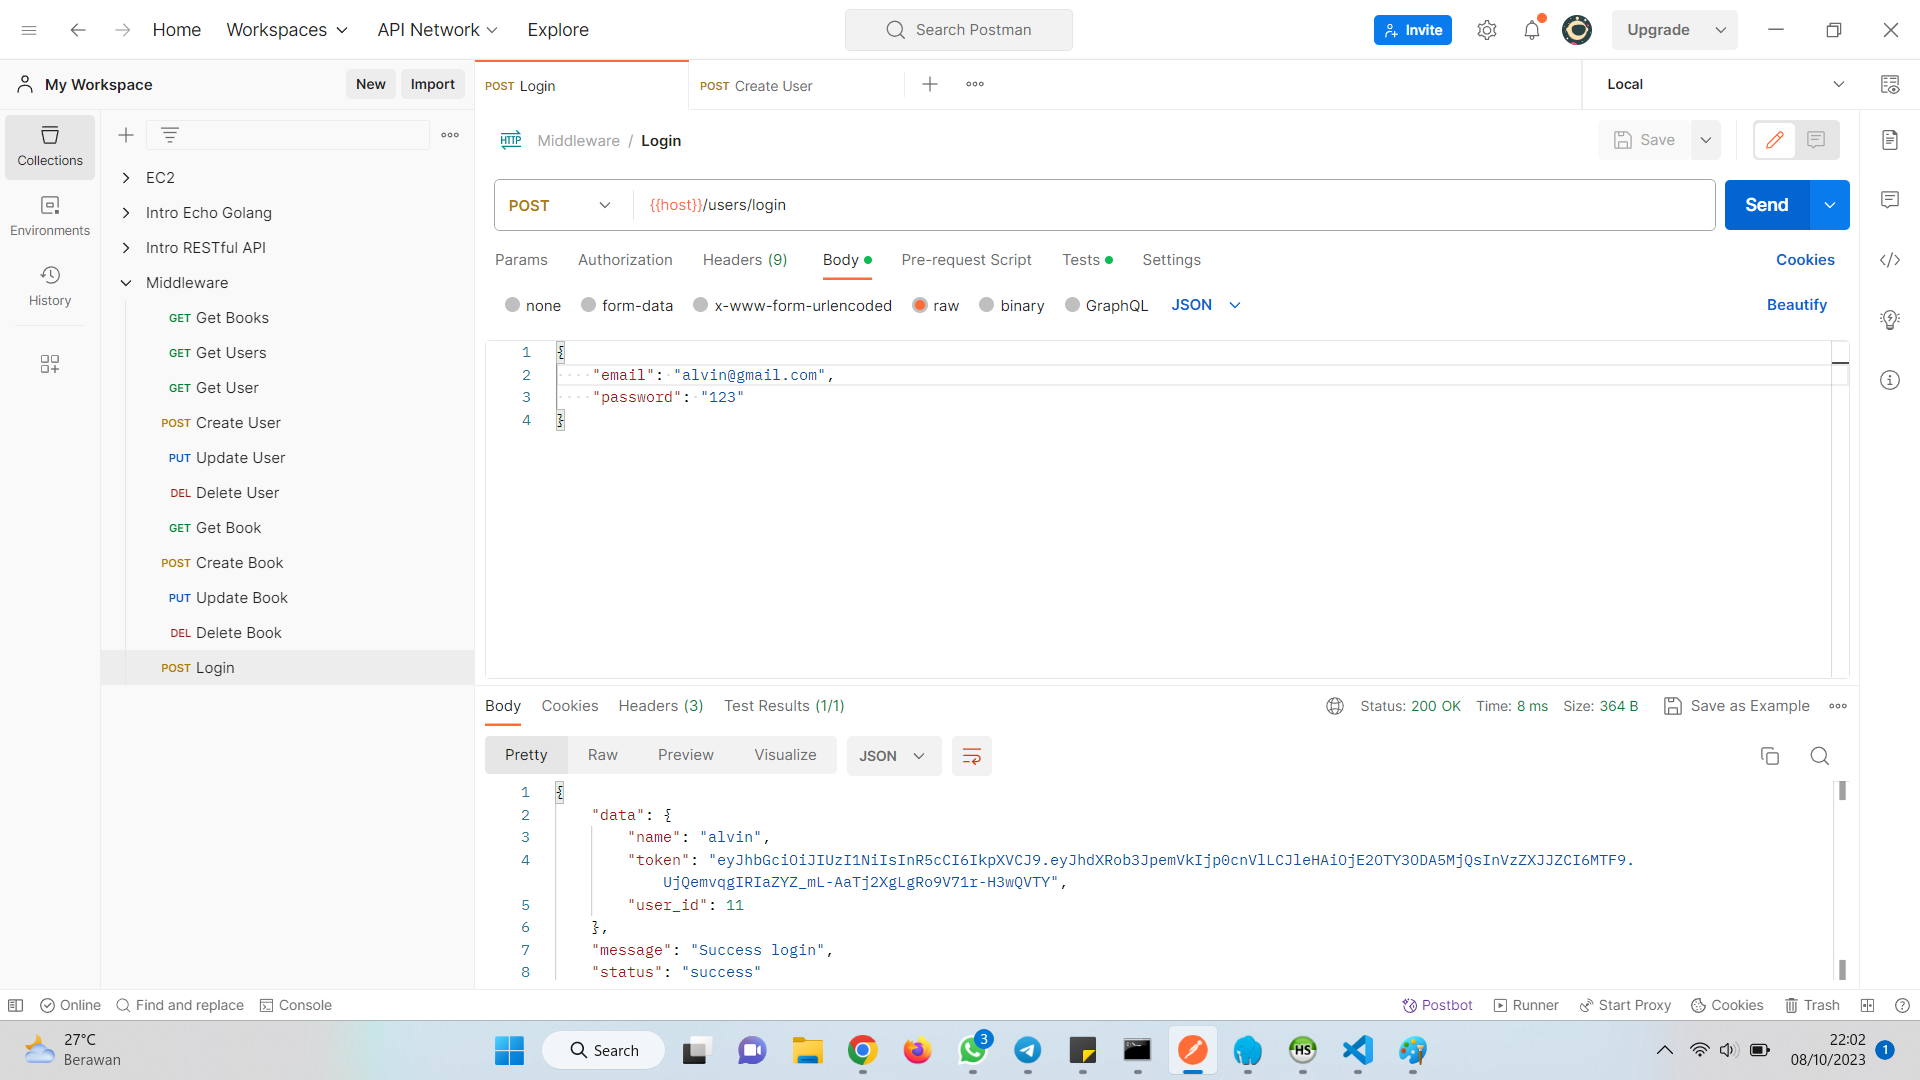 Home Workspaces API Network Explore Search Postman Invite Upgrade
My Workspace New Import POST Login POST Create User Local
Collections
Environments
History
EC2
Intro Echo Golang
Intro RESTful API
Middleware
GET Get Books
GET Get Users
GET Get User
POST Create User
PUT Update User
DEL Delete User
GET Get Book
POST Create Book
PUT Update Book
DEL Delete Book
POST Login
HTTP Middleware / Login Save
POST {{host}}/users/login Send
Params Authorization Headers (9) Body Pre-request Script Tests Settings Cookies
none form-data x-www-form-urlencoded raw binary GraphQL JSON Beautify
1 {
2 "email": "alvin@gmail.com",
3 "password": "123"
4 }
Body Cookies Headers (3) Test Results (1/1) Status: 200 OK Time: 8 ms Size: 364 B Save as Example
Pretty Raw Preview Visualize JSON
1 {
2 "data": {
3 "name": "alvin",
4 "token": "eyJhbGciOiJIUzI1NiIsInR5cCI6IkpXVCJ9.eyJhdXRob3JpemVkIjp0cnVlLCJleHAiOjE2OTY3ODA5MjQsInVzZXJJZCI6MTF9.
UjQemvqgIRIaZYZ_mL-AaTj2XgLgRo9V71r-H3wQVTY",
5 "user_id": 11
6 },
7 "message": "Success login",
8 "status": "success"
Online Find and replace Console Postbot Runner Start Proxy Cookies Trash
27°C
Berawan
Search
3
HS
22:02
08/10/2023
1